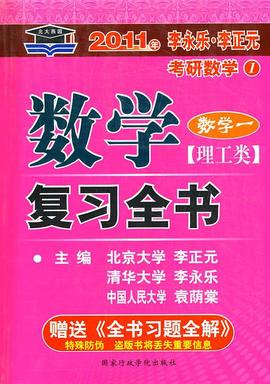 北大燕园
2011年 李永乐·李正元
考研数学①
数学
数学一
【理工类】
复习全书
● 主 编 北京大学 李正元
清华大学 李永乐
中国人民大学 袁荫棠
赠送《全书习题全解》
特殊防伪 盗版书将丢失重要信息
国家行政学院出版社